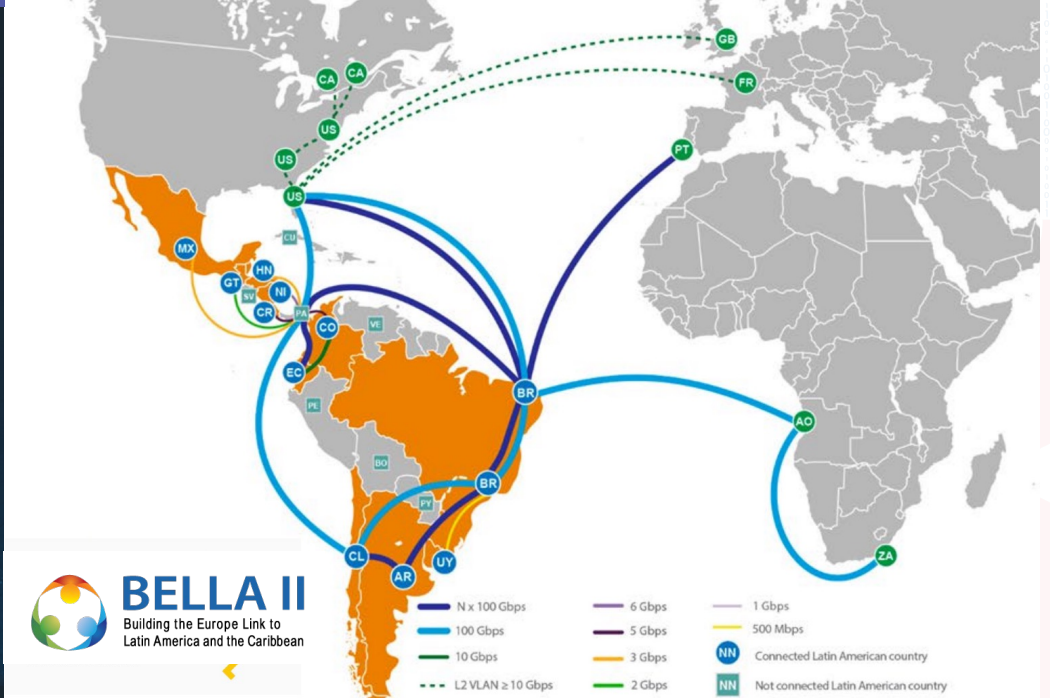 GB
CA
CA
FR
US
PT
US
US
CU
MX
HN
GT
NI
SV
CR
PA
CO
VE
EC
BR
PE
AO
BO
BR
PY
CL
UY
ZA
AR
BELLA II
Building the Europe Link to
Latin America and the Caribbean
N x 100 Gbps
100 Gbps
10 Gbps
L2 VLAN ≥ 10 Gbps
6 Gbps
5 Gbps
3 Gbps
2 Gbps
1 Gbps
500 Mbps
NN Connected Latin American country
NN Not connected Latin American country